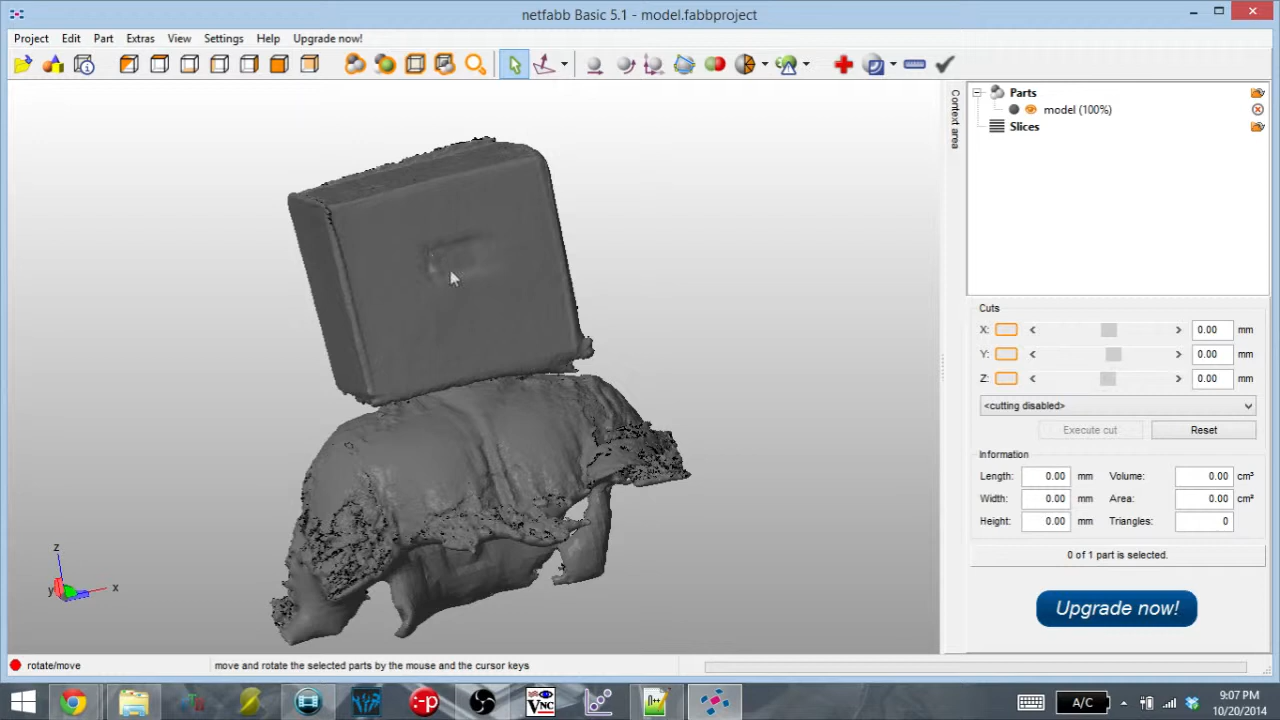 netfabb Basic 5.1 - model.fabbproject
Project Edit Part Extras View Settings Help Upgrade now!
Context area
Parts
model (100%)
Slices
Cuts
X: < > 0.00 mm
Y: < > 0.00 mm
Z: < > 0.00 mm
<cutting disabled>
Execute cut Reset
Information
Length: 0.00 mm Volume: 0.00 cm³
Width: 0.00 mm Area: 0.00 cm²
Height: 0.00 mm Triangles: 0
0 of 1 part is selected.
Upgrade now!
z
y x
rotate/move move and rotate the selected parts by the mouse and the cursor keys
A/C
9:07 PM
10/20/2014
VNC